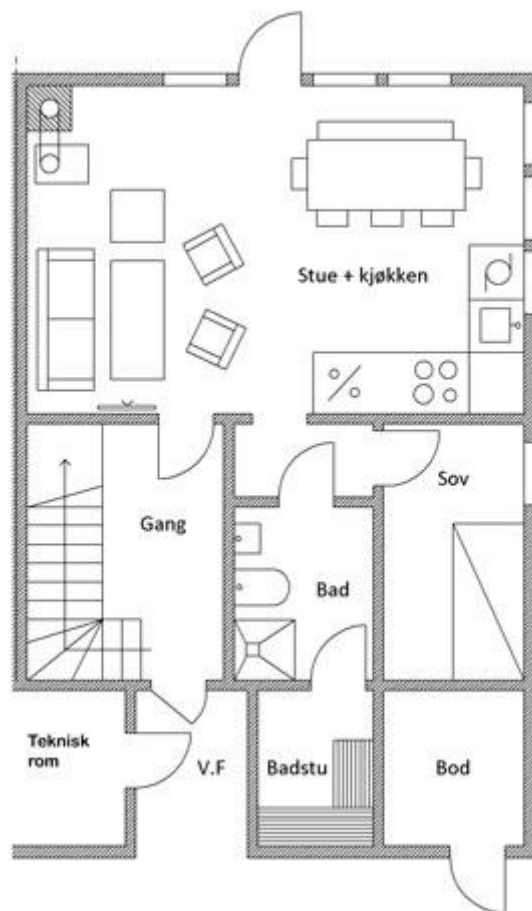 Stue + kjøkken
Sov
Gang
Bad
Teknisk
rom
V.F
Badstu
Bod